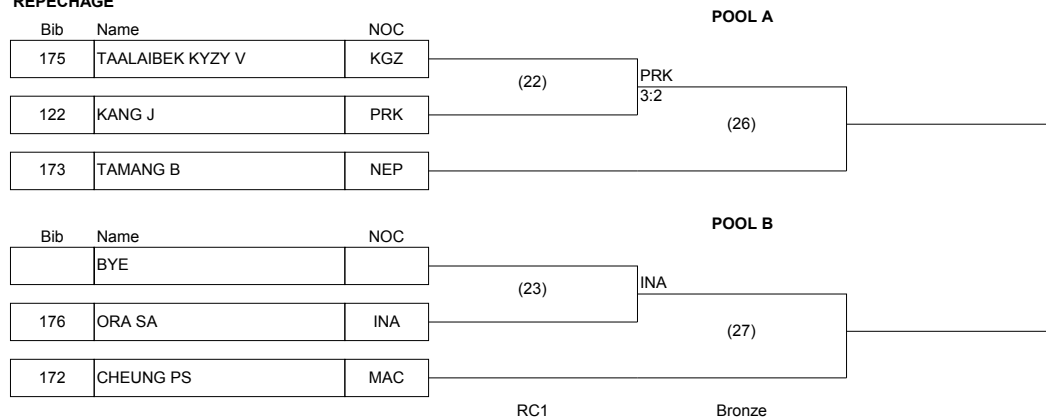 REPECHAGE
POOL A
Bib Name NOC
175 TAALAIBEK KYZY V KGZ
(22)
PRK
3:2
122 KANG J PRK
(26)
173 TAMANG B NEP
POOL B
Bib Name NOC
BYE
(23)
INA
176 ORA SA INA
(27)
172 CHEUNG PS MAC
RC1 Bronze